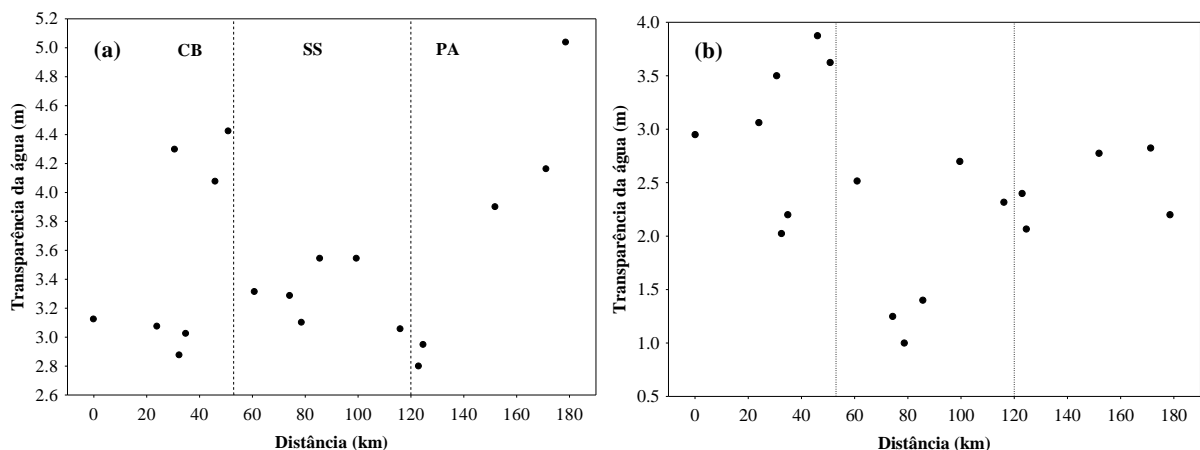 (a)
CB
SS
PA
Transparência da água (m)
5.2
5.0
4.8
4.6
4.4
4.2
4.0
3.8
3.6
3.4
3.2
3.0
2.8
2.6
0 20 40 60 80 100 120 140 160 180
Distância (km)
(b)
Transparência da água (m)
4.0
3.5
3.0
2.5
2.0
1.5
1.0
0.5
0 20 40 60 80 100 120 140 160 180
Distância (km)